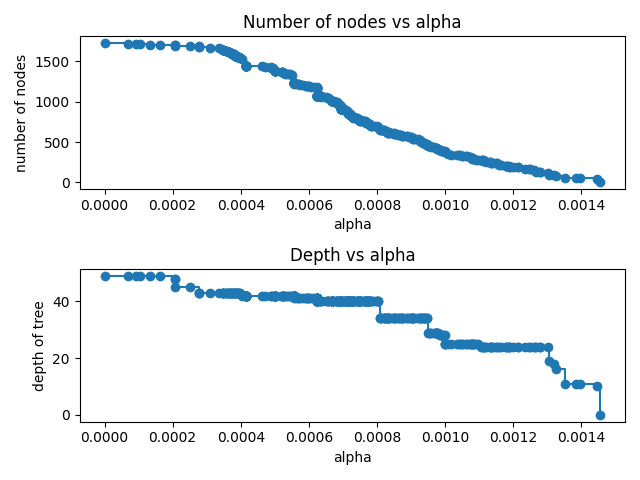 Number of nodes vs alpha
number of nodes
1500
1000
500
0
0.0000 0.0002 0.0004 0.0006 0.0008 0.0010 0.0012 0.0014
alpha
Depth vs alpha
depth of tree
40
20
0
0.0000 0.0002 0.0004 0.0006 0.0008 0.0010 0.0012 0.0014
alpha